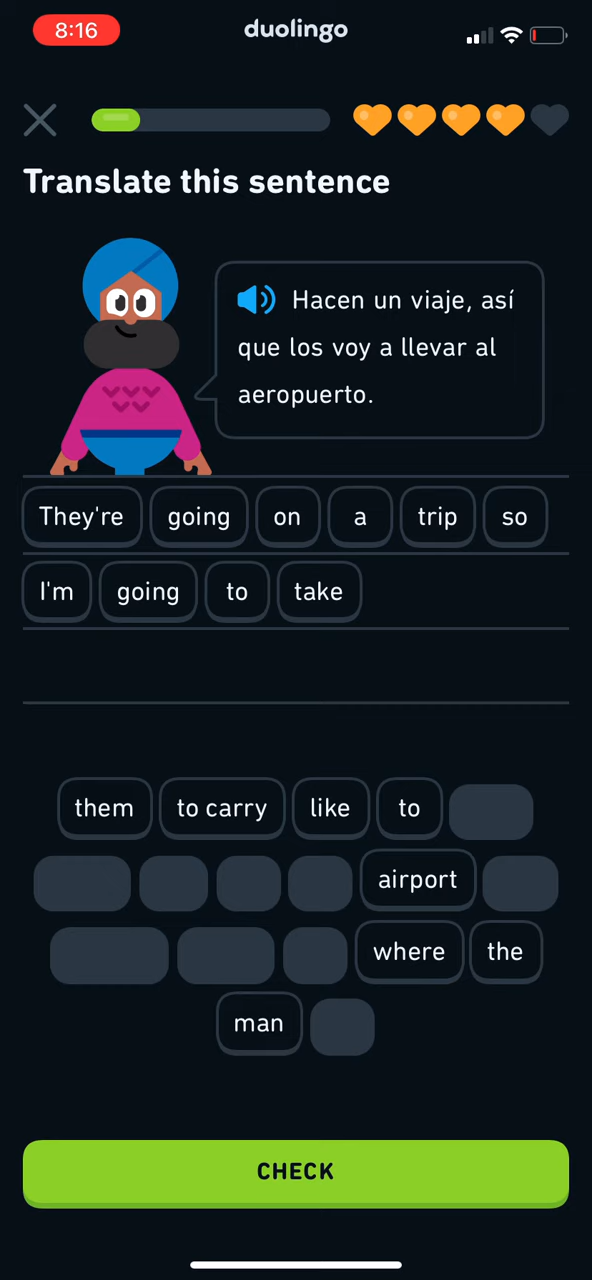 8:16
duolingo
Translate this sentence
Hacen un viaje, así
que los voy a llevar al
aeropuerto.
They're going on a trip so
I'm going to take
them to carry like to
airport
where the
man
CHECK